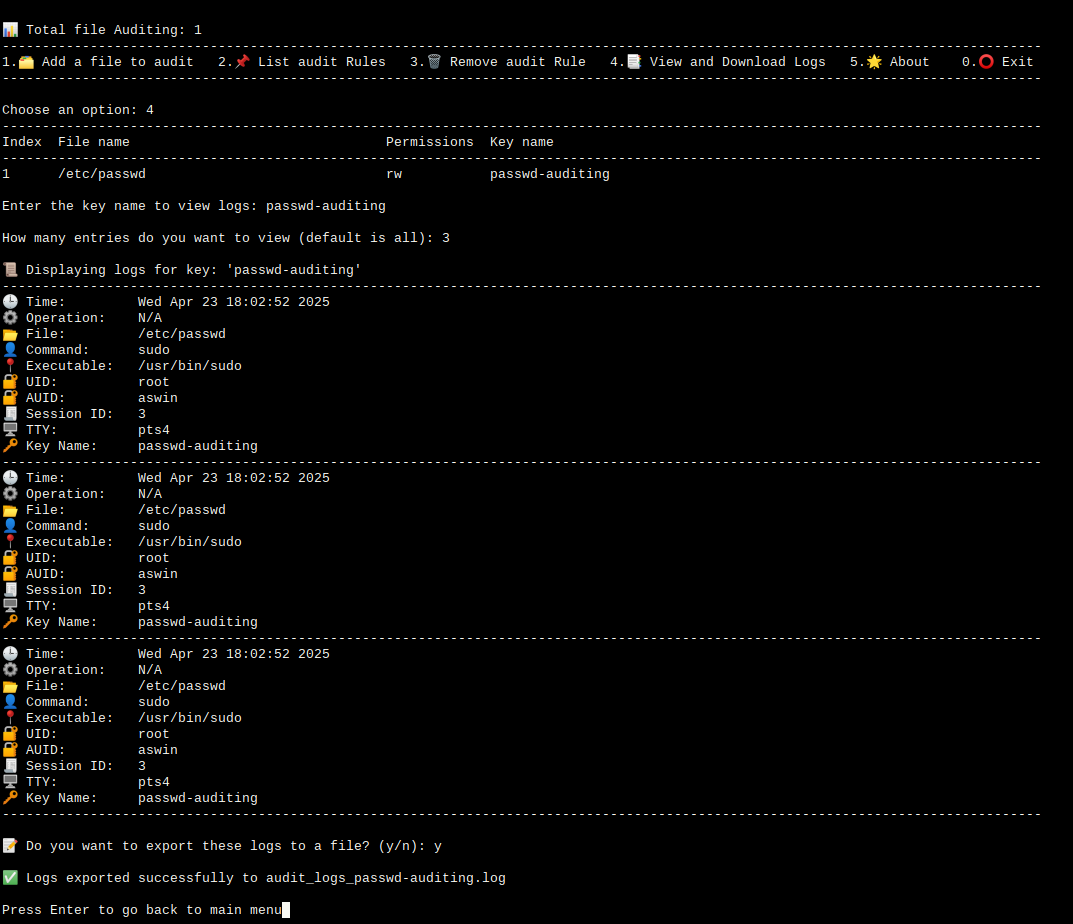 📊 Total file Auditing: 1
----------------------------------------------------------------------------------------------------------------------------------
1.🗂️ Add a file to audit   2.📌 List audit Rules   3.🗑️ Remove audit Rule   4.📑 View and Download Logs   5.🌟 About    0.⭕ Exit
----------------------------------------------------------------------------------------------------------------------------------
Choose an option: 4
----------------------------------------------------------------------------------------------------------------------------------
Index  File name                                Permissions  Key name
----------------------------------------------------------------------------------------------------------------------------------
1      /etc/passwd                              rw           passwd-auditing
Enter the key name to view logs: passwd-auditing
How many entries do you want to view (default is all): 3
📜 Displaying logs for key: 'passwd-auditing'
----------------------------------------------------------------------------------------------------------------------------------
🕒 Time:         Wed Apr 23 18:02:52 2025
⚙️ Operation:    N/A
📂 File:         /etc/passwd
👤 Command:      sudo
📍 Executable:   /usr/bin/sudo
🔐 UID:          root
🔐 AUID:         aswin
🧾 Session ID:   3
🖥️ TTY:          pts4
🔑 Key Name:     passwd-auditing
----------------------------------------------------------------------------------------------------------------------------------
🕒 Time:         Wed Apr 23 18:02:52 2025
⚙️ Operation:    N/A
📂 File:         /etc/passwd
👤 Command:      sudo
📍 Executable:   /usr/bin/sudo
🔐 UID:          root
🔐 AUID:         aswin
🧾 Session ID:   3
🖥️ TTY:          pts4
🔑 Key Name:     passwd-auditing
----------------------------------------------------------------------------------------------------------------------------------
🕒 Time:         Wed Apr 23 18:02:52 2025
⚙️ Operation:    N/A
📂 File:         /etc/passwd
👤 Command:      sudo
📍 Executable:   /usr/bin/sudo
🔐 UID:          root
🔐 AUID:         aswin
🧾 Session ID:   3
🖥️ TTY:          pts4
🔑 Key Name:     passwd-auditing
----------------------------------------------------------------------------------------------------------------------------------
📝 Do you want to export these logs to a file? (y/n): y
✅ Logs exported successfully to audit_logs_passwd-auditing.log
Press Enter to go back to main menu